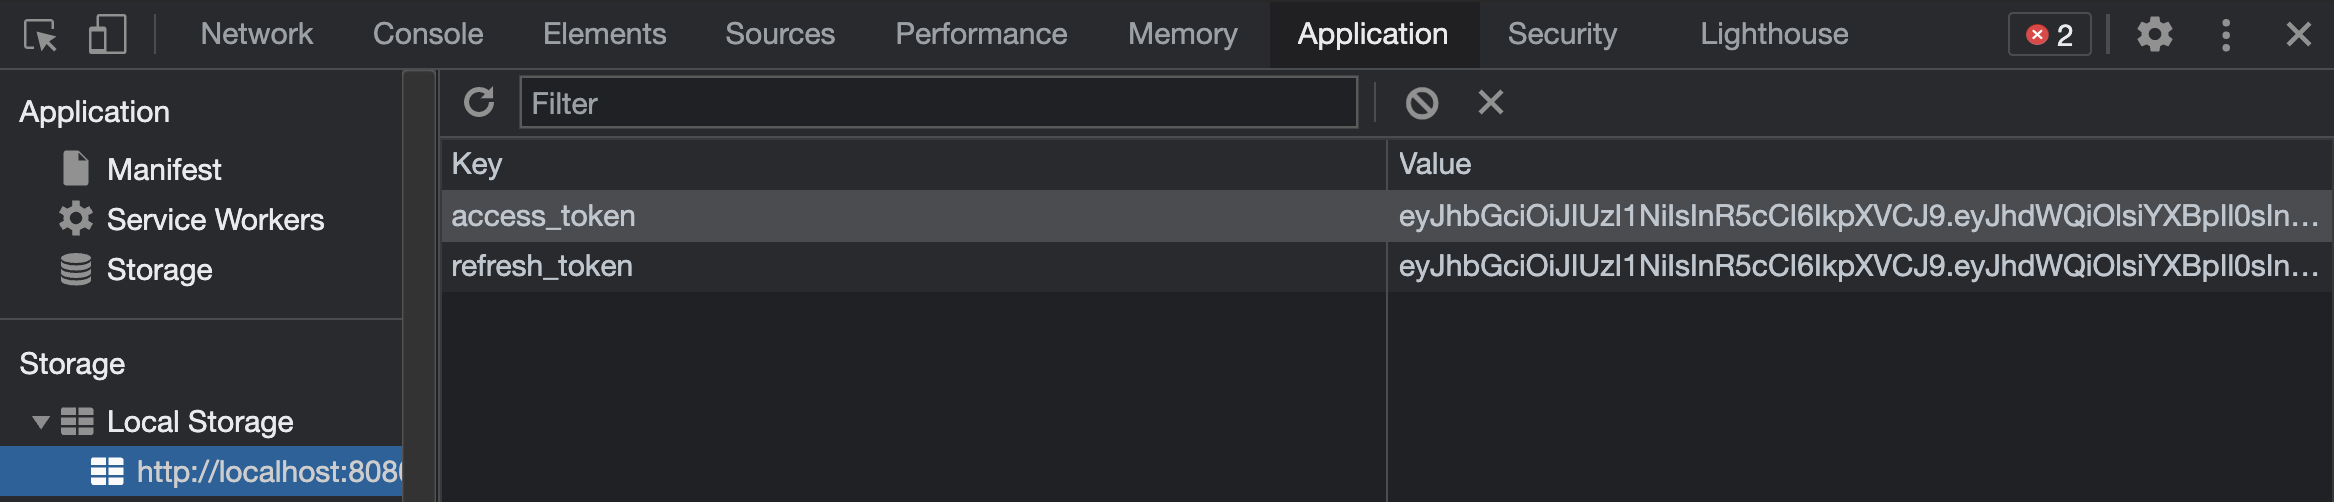 Network Console Elements Sources Performance Memory Application Security Lighthouse 2
Application
Manifest
Service Workers
Storage
Storage
Local Storage
http://localhost:8080
Filter
Key Value
access_token eyJhbGciOiJIUzI1NiIsInR5cCI6IkpXVCJ9.eyJhdWQiOlsiYXBpIl0sIn…
refresh_token eyJhbGciOiJIUzI1NiIsInR5cCI6IkpXVCJ9.eyJhdWQiOlsiYXBpIl0sIn…